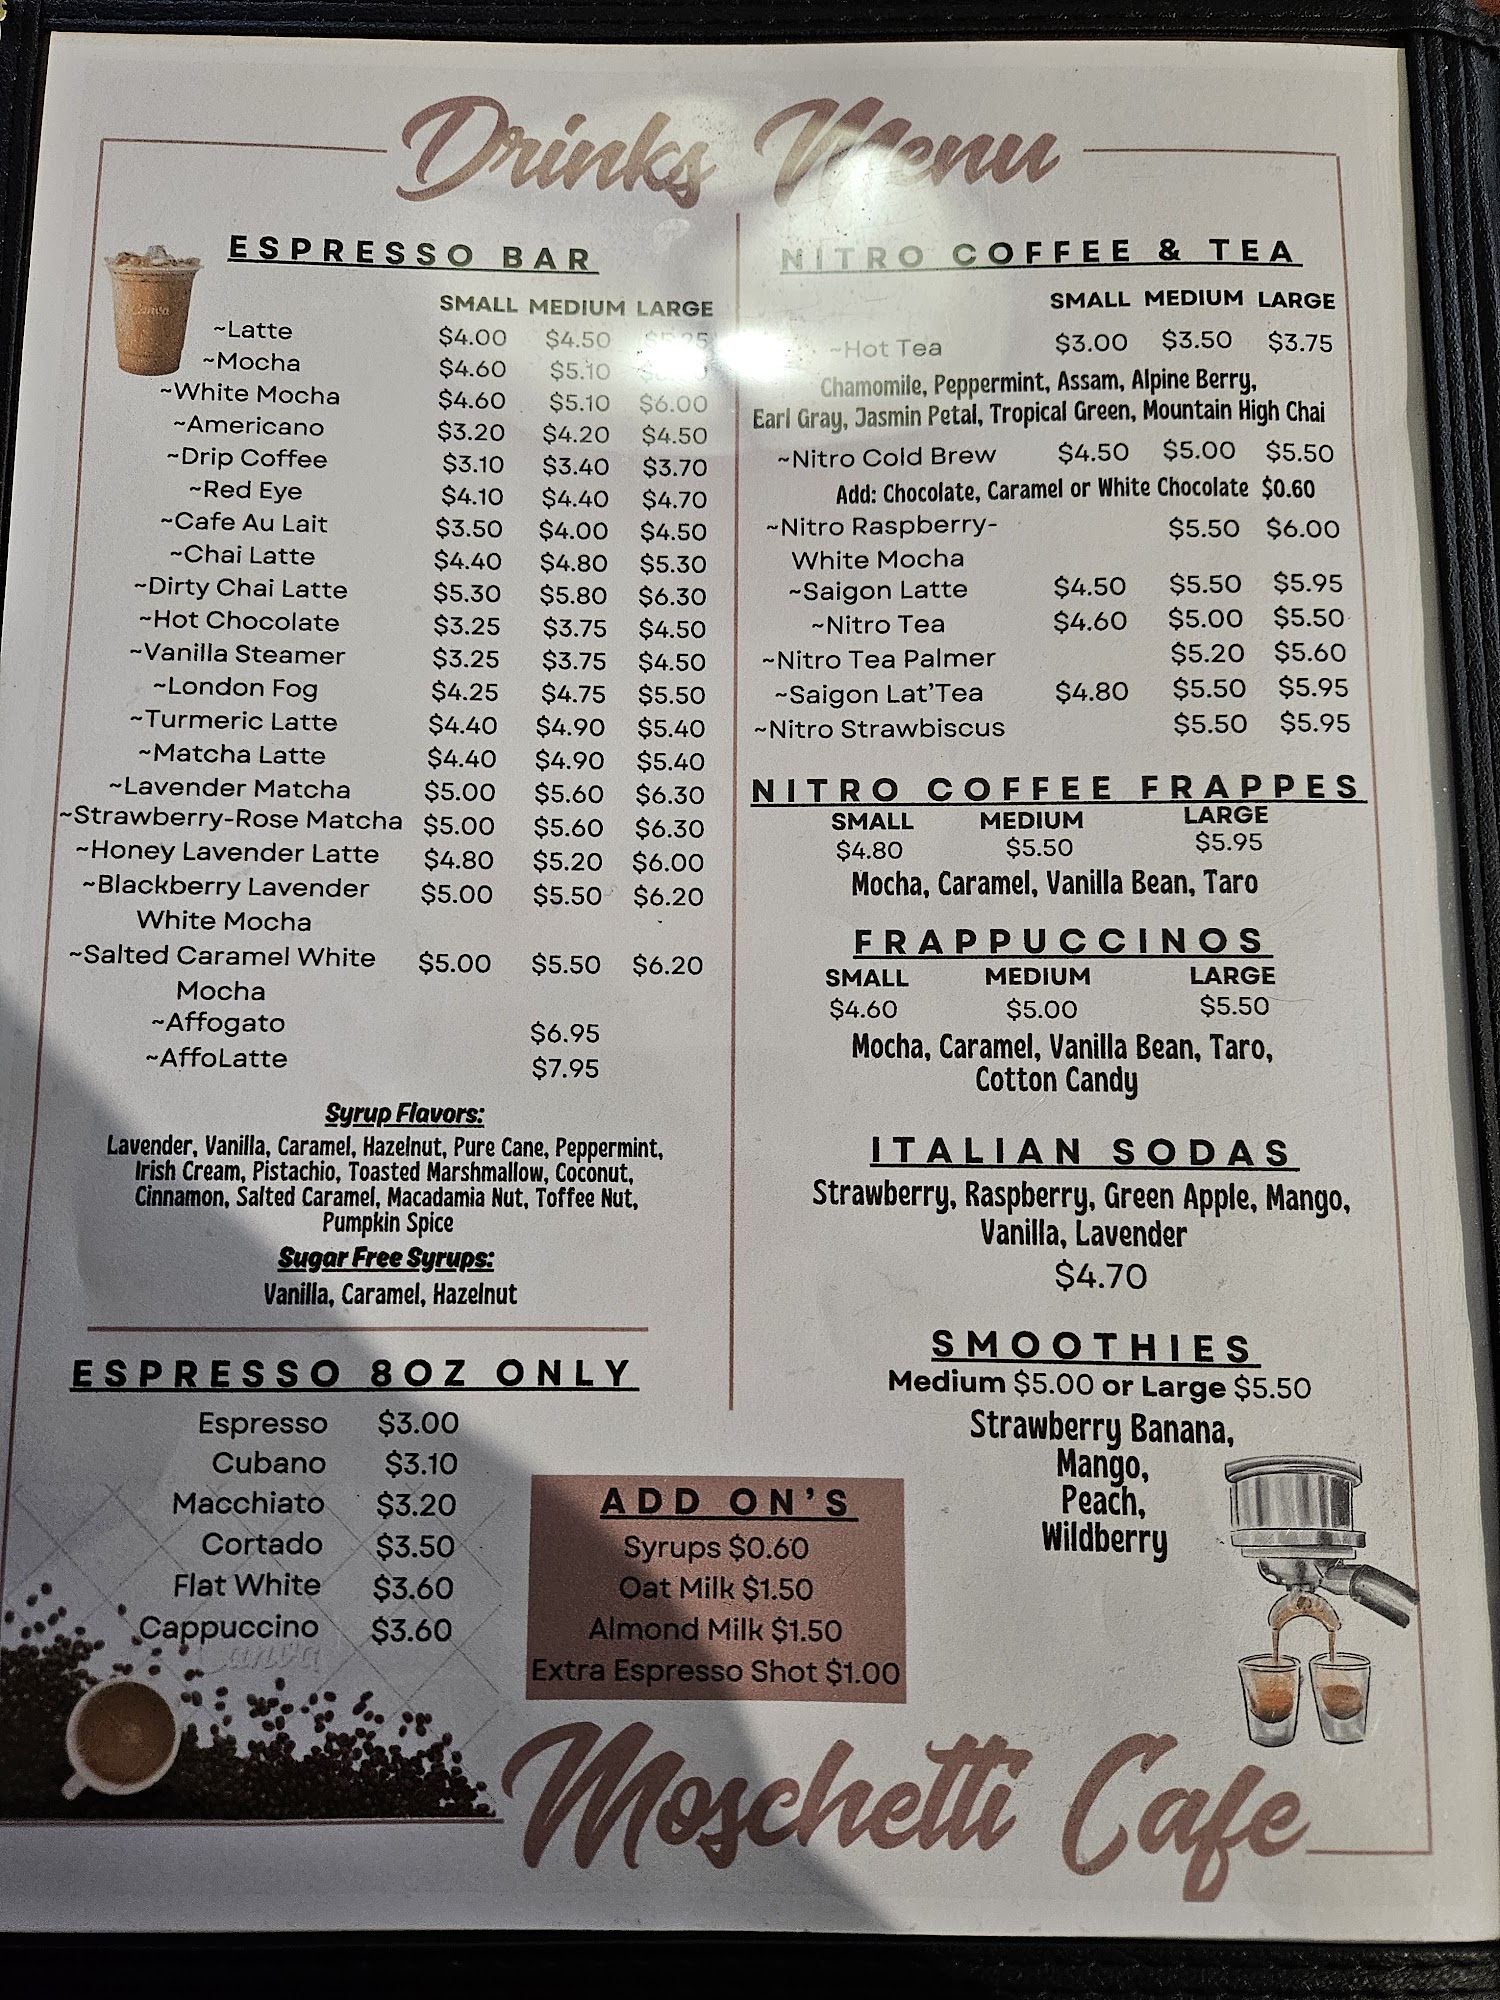 Drinks Menu
ESPRESSO BAR
SMALL MEDIUM LARGE
~Latte $4.00 $4.50
~Mocha $4.60 $5.10
~White Mocha $4.60 $5.10 $6.00
~Americano $3.20 $4.20 $4.50
~Drip Coffee $3.10 $3.40 $3.70
~Red Eye $4.10 $4.40 $4.70
~Cafe Au Lait $3.50 $4.00 $4.50
~Chai Latte $4.40 $4.80 $5.30
~Dirty Chai Latte $5.30 $5.80 $6.30
~Hot Chocolate $3.25 $3.75 $4.50
~Vanilla Steamer $3.25 $3.75 $4.50
~London Fog $4.25 $4.75 $5.50
~Turmeric Latte $4.40 $4.90 $5.40
~Matcha Latte $4.40 $4.90 $5.40
~Lavender Matcha $5.00 $5.60 $6.30
~Strawberry-Rose Matcha $5.00 $5.60 $6.30
~Honey Lavender Latte $4.80 $5.20 $6.00
~Blackberry Lavender $5.00 $5.50 $6.20
White Mocha
~Salted Caramel White $5.00 $5.50 $6.20
Mocha
~Affogato $6.95
~AffoLatte $7.95
Syrup Flavors:
Lavender, Vanilla, Caramel, Hazelnut, Pure Cane, Peppermint,
Irish Cream, Pistachio, Toasted Marshmallow, Coconut,
Cinnamon, Salted Caramel, Macadamia Nut, Toffee Nut,
Pumpkin Spice
Sugar Free Syrups:
Vanilla, Caramel, Hazelnut
ESPRESSO 8OZ ONLY
Espresso $3.00
Cubano $3.10
Macchiato $3.20
Cortado $3.50
Flat White $3.60
Cappuccino $3.60
Canva
ADD ON'S
Syrups $0.60
Oat Milk $1.50
Almond Milk $1.50
Extra Espresso Shot $1.00
NITRO COFFEE & TEA
SMALL MEDIUM LARGE
~Hot Tea $3.00 $3.50 $3.75
Chamomile, Peppermint, Assam, Alpine Berry,
Earl Gray, Jasmin Petal, Tropical Green, Mountain High Chai
~Nitro Cold Brew $4.50 $5.00 $5.50
Add: Chocolate, Caramel or White Chocolate $0.60
~Nitro Raspberry- $5.50 $6.00
White Mocha
~Saigon Latte $4.50 $5.50 $5.95
~Nitro Tea $4.60 $5.00 $5.50
~Nitro Tea Palmer $5.20 $5.60
~Saigon Lat'Tea $4.80 $5.50 $5.95
~Nitro Strawbiscus $5.50 $5.95
NITRO COFFEE FRAPPES
SMALL MEDIUM LARGE
$4.80 $5.50 $5.95
Mocha, Caramel, Vanilla Bean, Taro
FRAPPUCCINOS
SMALL MEDIUM LARGE
$4.60 $5.00 $5.50
Mocha, Caramel, Vanilla Bean, Taro,
Cotton Candy
ITALIAN SODAS
Strawberry, Raspberry, Green Apple, Mango,
Vanilla, Lavender
$4.70
SMOOTHIES
Medium $5.00 or Large $5.50
Strawberry Banana,
Mango,
Peach,
Wildberry
Moschetti Cafe